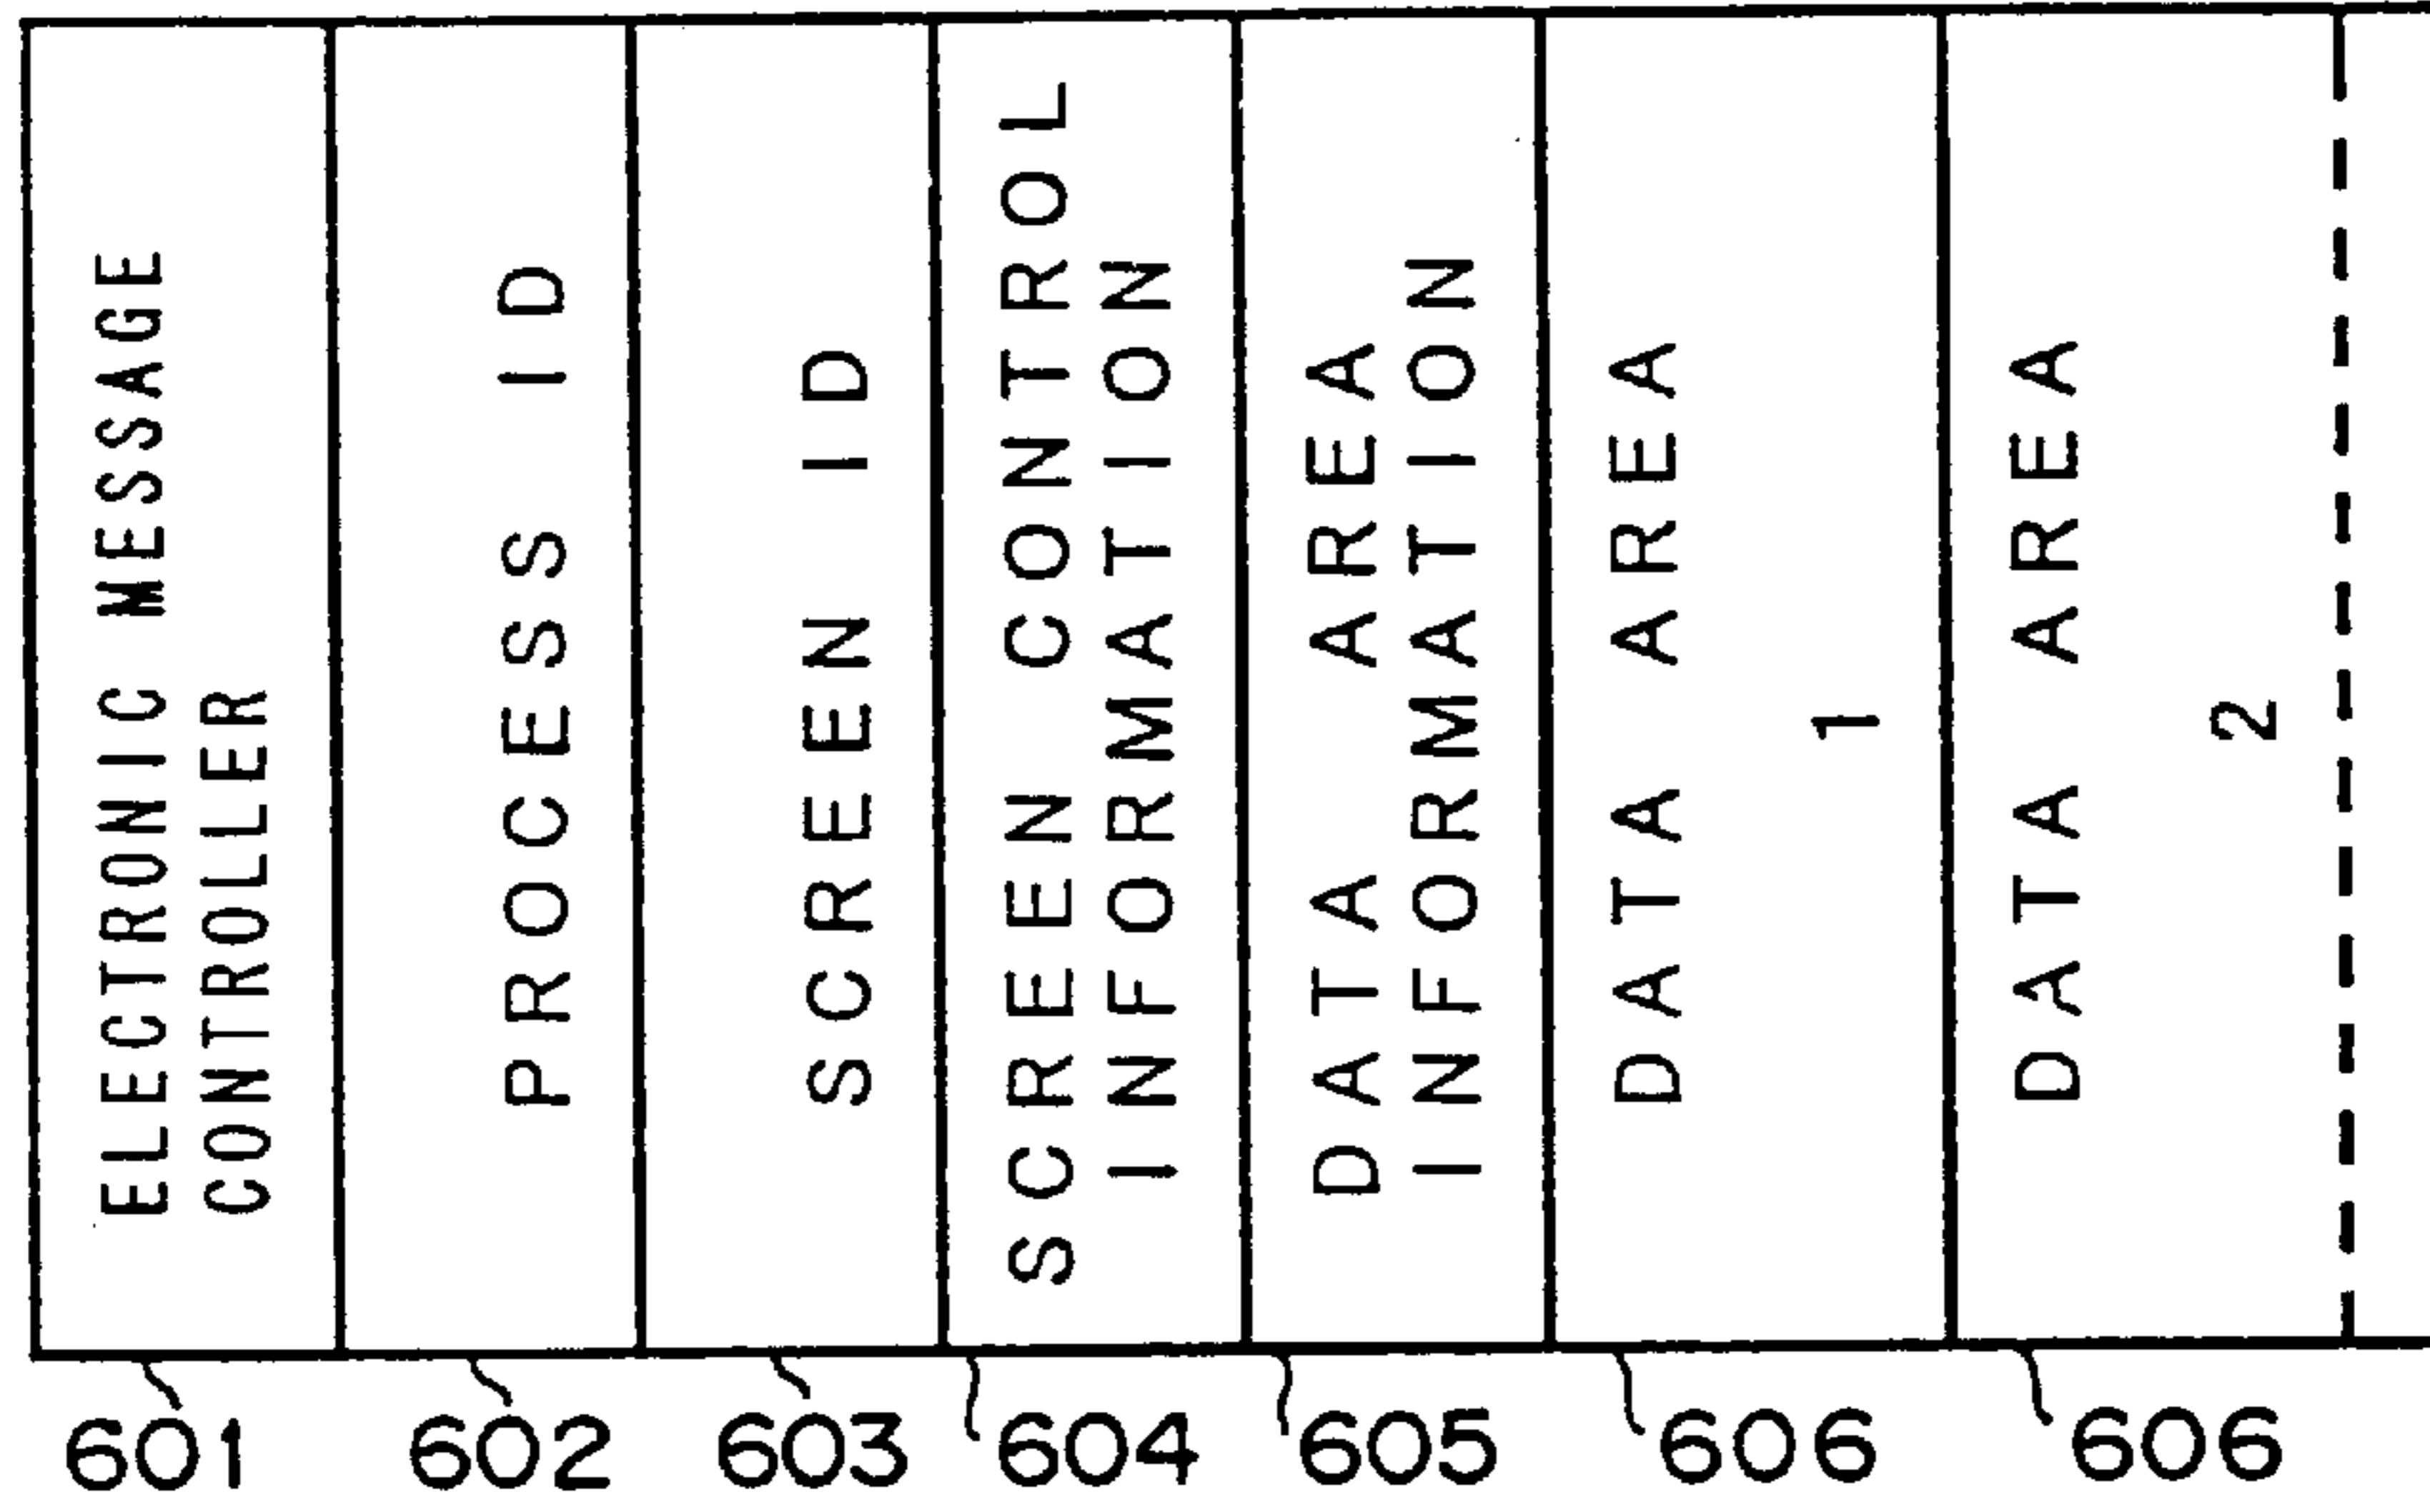 ELECTRONIC MESSAGE
CONTROLLER
PROCESS ID
SCREEN ID
SCREEN CONTROL
INFORMATION
DATA AREA
INFORMATION
DATA AREA
1
DATA AREA
2
601
602
603
604
605
606
606